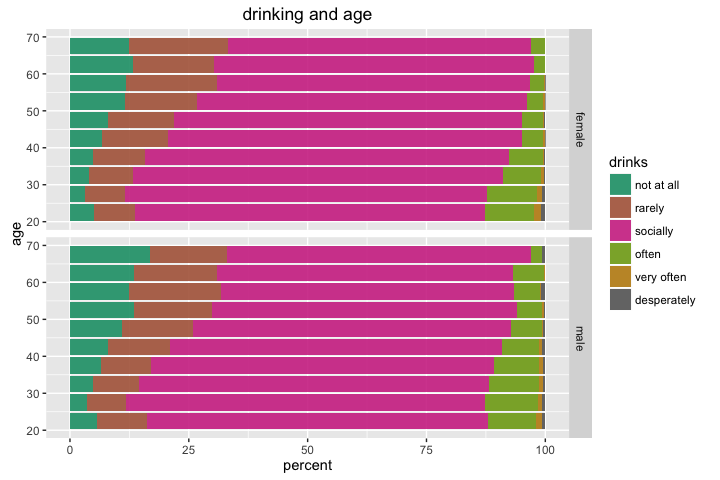 drinking and age
70
60
50
40
30
20
female
70
60
50
40
30
20
male
age
0 25 50 75 100
percent
drinks
not at all
rarely
socially
often
very often
desperately